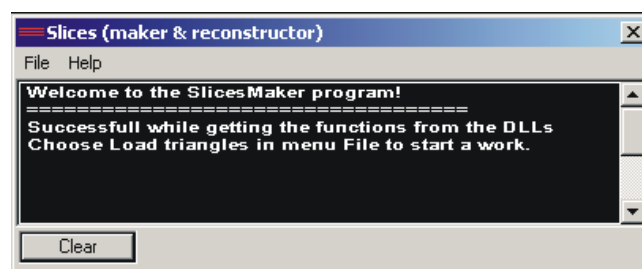 Slices (maker & reconstructor)
File Help
Welcome to the SlicesMaker program!
===================================
Successfull while getting the functions from the DLLs
Choose Load triangles in menu File to start a work.
Clear